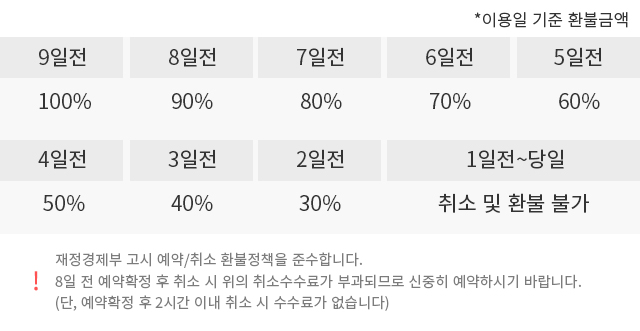 *이용일 기준 환불금액
9일전 8일전 7일전 6일전 5일전
100% 90% 80% 70% 60%
4일전 3일전 2일전 1일전~당일
50% 40% 30% 취소 및 환불 불가
재정경제부 고시 예약/취소 환불정책을 준수합니다.
! 8일 전 예약확정 후 취소 시 위의 취소수수료가 부과되므로 신중히 예약하시기 바랍니다.
(단, 예약확정 후 2시간 이내 취소 시 수수료가 없습니다)